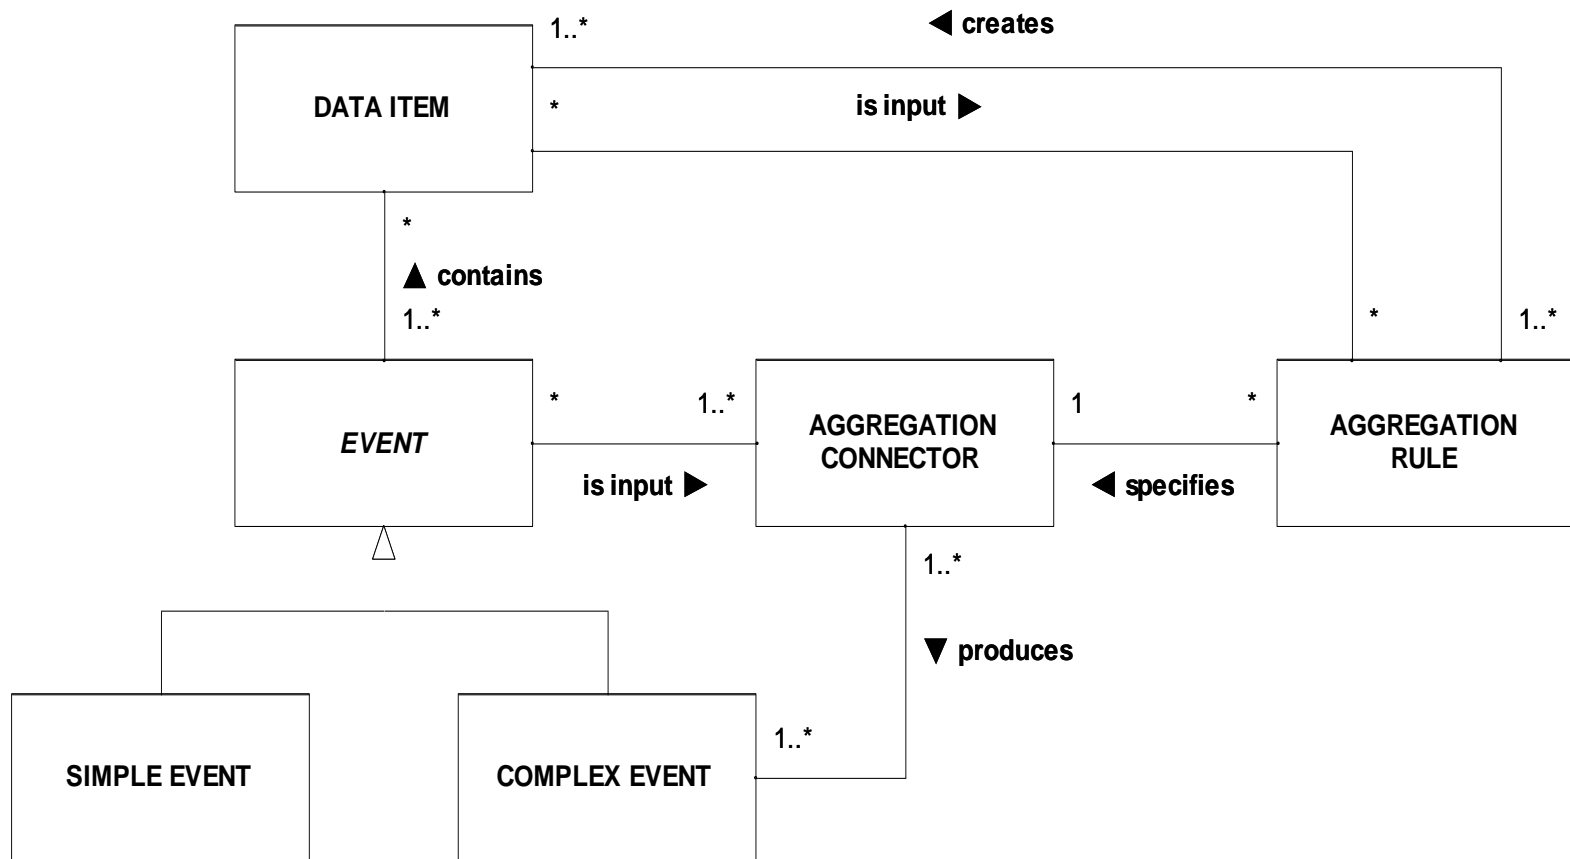 1..*
◄ creates
DATA ITEM
*
is input ►
*
▲ contains
1..*
*
1..*
EVENT
*
1..*
is input ►
AGGREGATION
CONNECTOR
1
*
◄ specifies
AGGREGATION
RULE
1..*
▼ produces
1..*
SIMPLE EVENT
COMPLEX EVENT